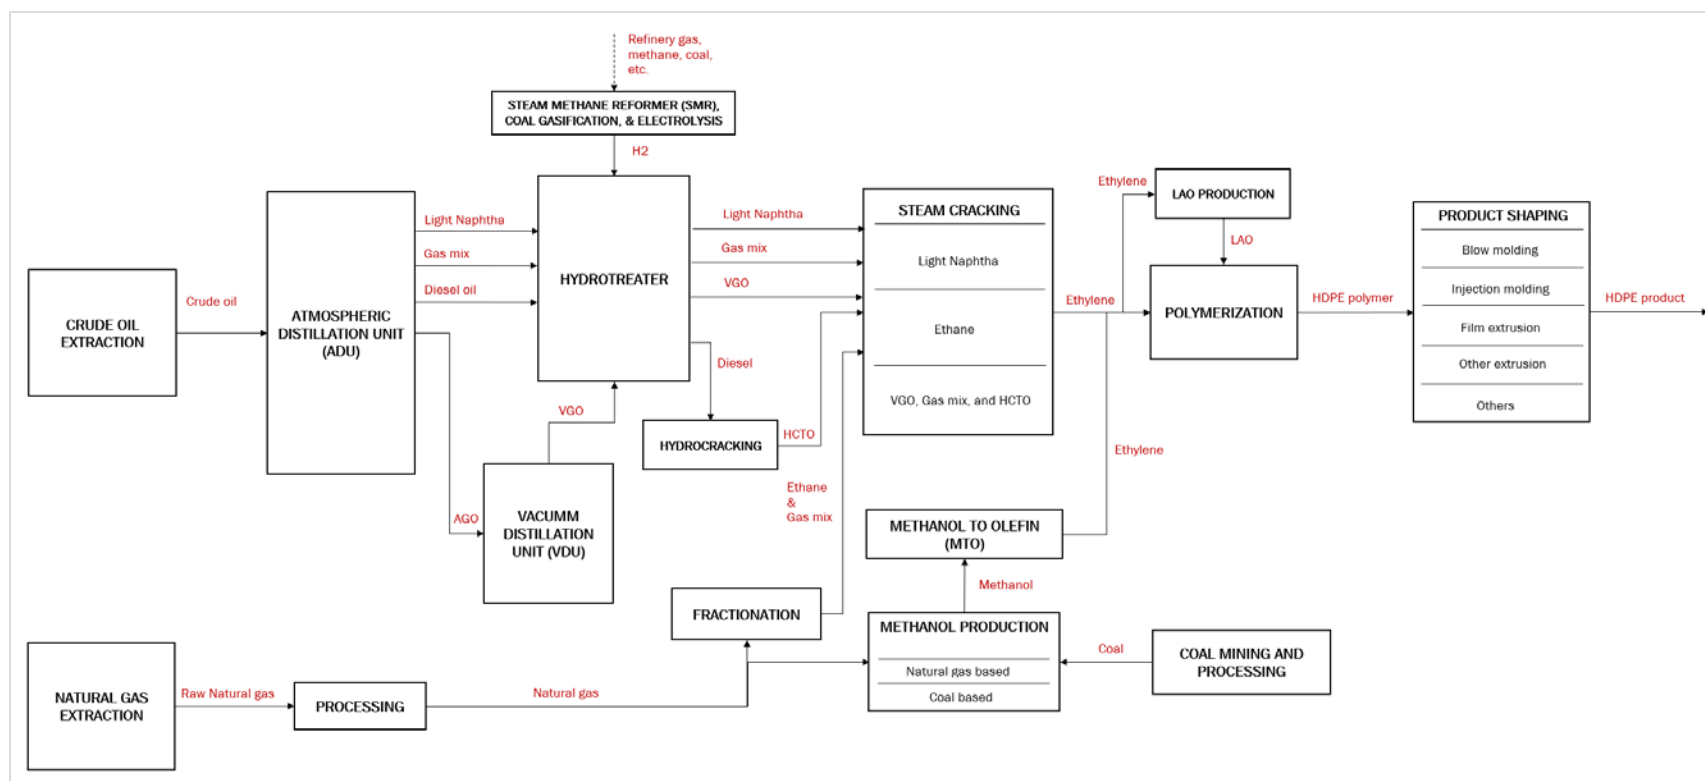 Refinery gas,
methane, coal,
etc.
STEAM METHANE REFORMER (SMR),
COAL GASIFICATION, & ELECTROLYSIS
H2
CRUDE OIL
EXTRACTION
Crude oil
ATMOSPHERIC
DISTILLATION UNIT
(ADU)
Light Naphtha
Gas mix
Diesel oil
AGO
VACUMM
DISTILLATION
UNIT (VDU)
VGO
HYDROTREATER
Light Naphtha
Gas mix
VGO
Diesel
HYDROCRACKING
HCTO
STEAM CRACKING
Light Naphtha
Ethane
VGO, Gas mix, and HCTO
Ethylene
Ethylene
LAO PRODUCTION
LAO
POLYMERIZATION
HDPE polymer
PRODUCT SHAPING
Blow molding
Injection molding
Film extrusion
Other extrusion
Others
HDPE product
Ethylene
Ethane
&
Gas mix
METHANOL TO OLEFIN
(MTO)
Methanol
FRACTIONATION
METHANOL PRODUCTION
Natural gas based
Coal based
Coal
COAL MINING AND
PROCESSING
NATURAL GAS
EXTRACTION
Raw Natural gas
PROCESSING
Natural gas